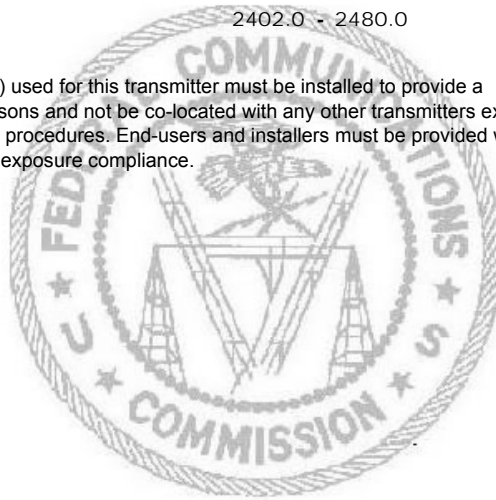 2402.0 - 2480.0
) used for this transmitter must be installed to provide a
sons and not be co-located with any other transmitters ex
procedures. End-users and installers must be provided
exposure compliance.
FEDERAL COMMUNICATIONS
COMMISSION
U S